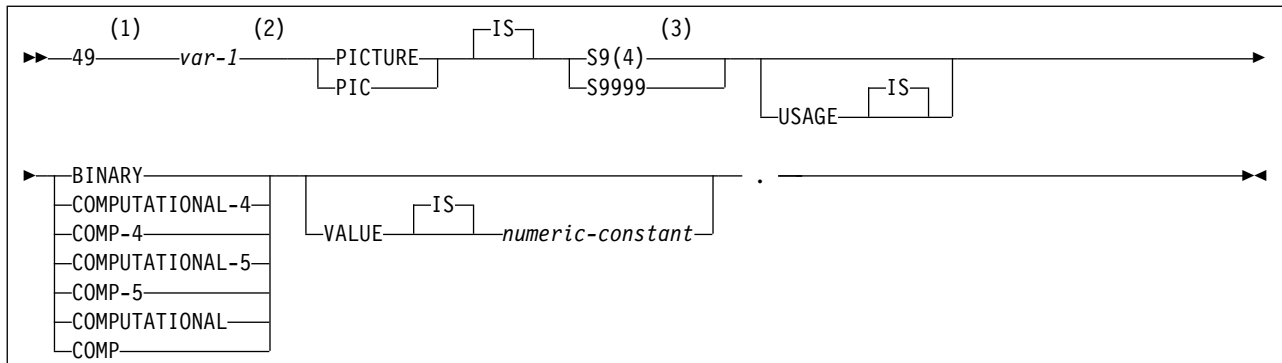 (1) (2) IS (3)
49 var-1 PICTURE S9(4)
PIC S9999 IS
USAGE
BINARY .
COMPUTATIONAL-4 IS
COMP-4 VALUE numeric-constant
COMPUTATIONAL-5
COMP-5
COMPUTATIONAL
COMP